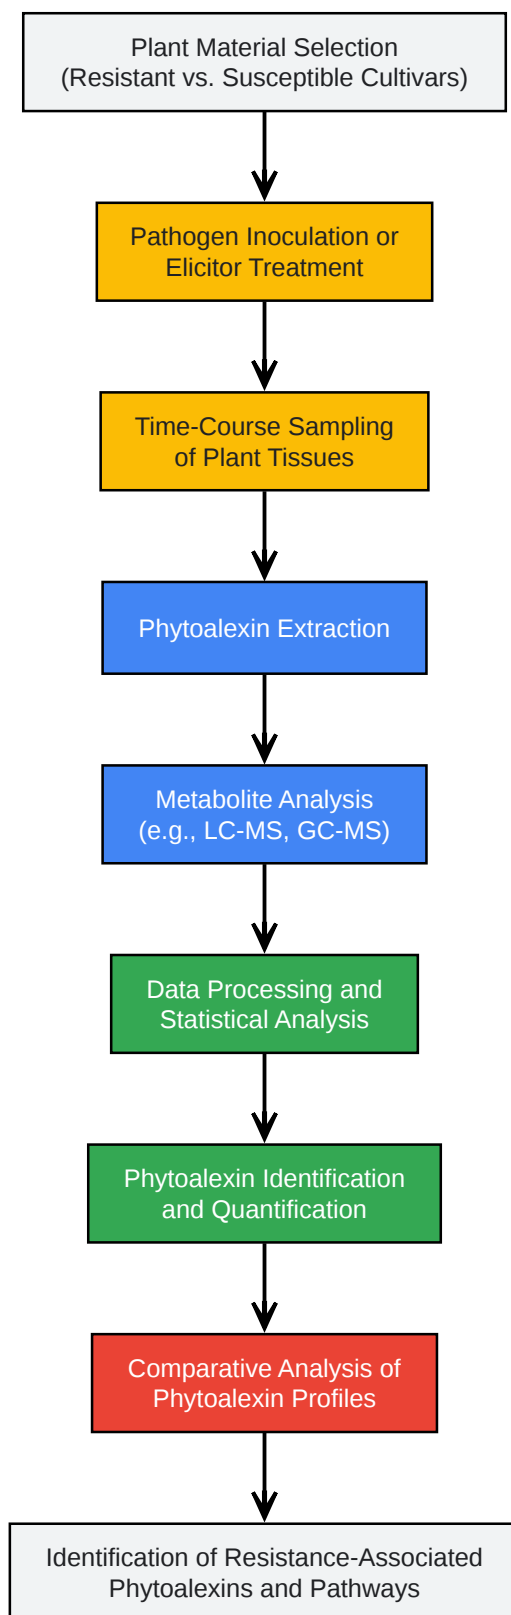 Plant Material Selection
(Resistant vs. Susceptible Cultivars)
Pathogen Inoculation or
Elicitor Treatment
Time-Course Sampling
of Plant Tissues
Phytoalexin Extraction
Metabolite Analysis
(e.g., LC-MS, GC-MS)
Data Processing and
Statistical Analysis
Phytoalexin Identification
and Quantification
Comparative Analysis of
Phytoalexin Profiles
Identification of Resistance-Associated
Phytoalexins and Pathways